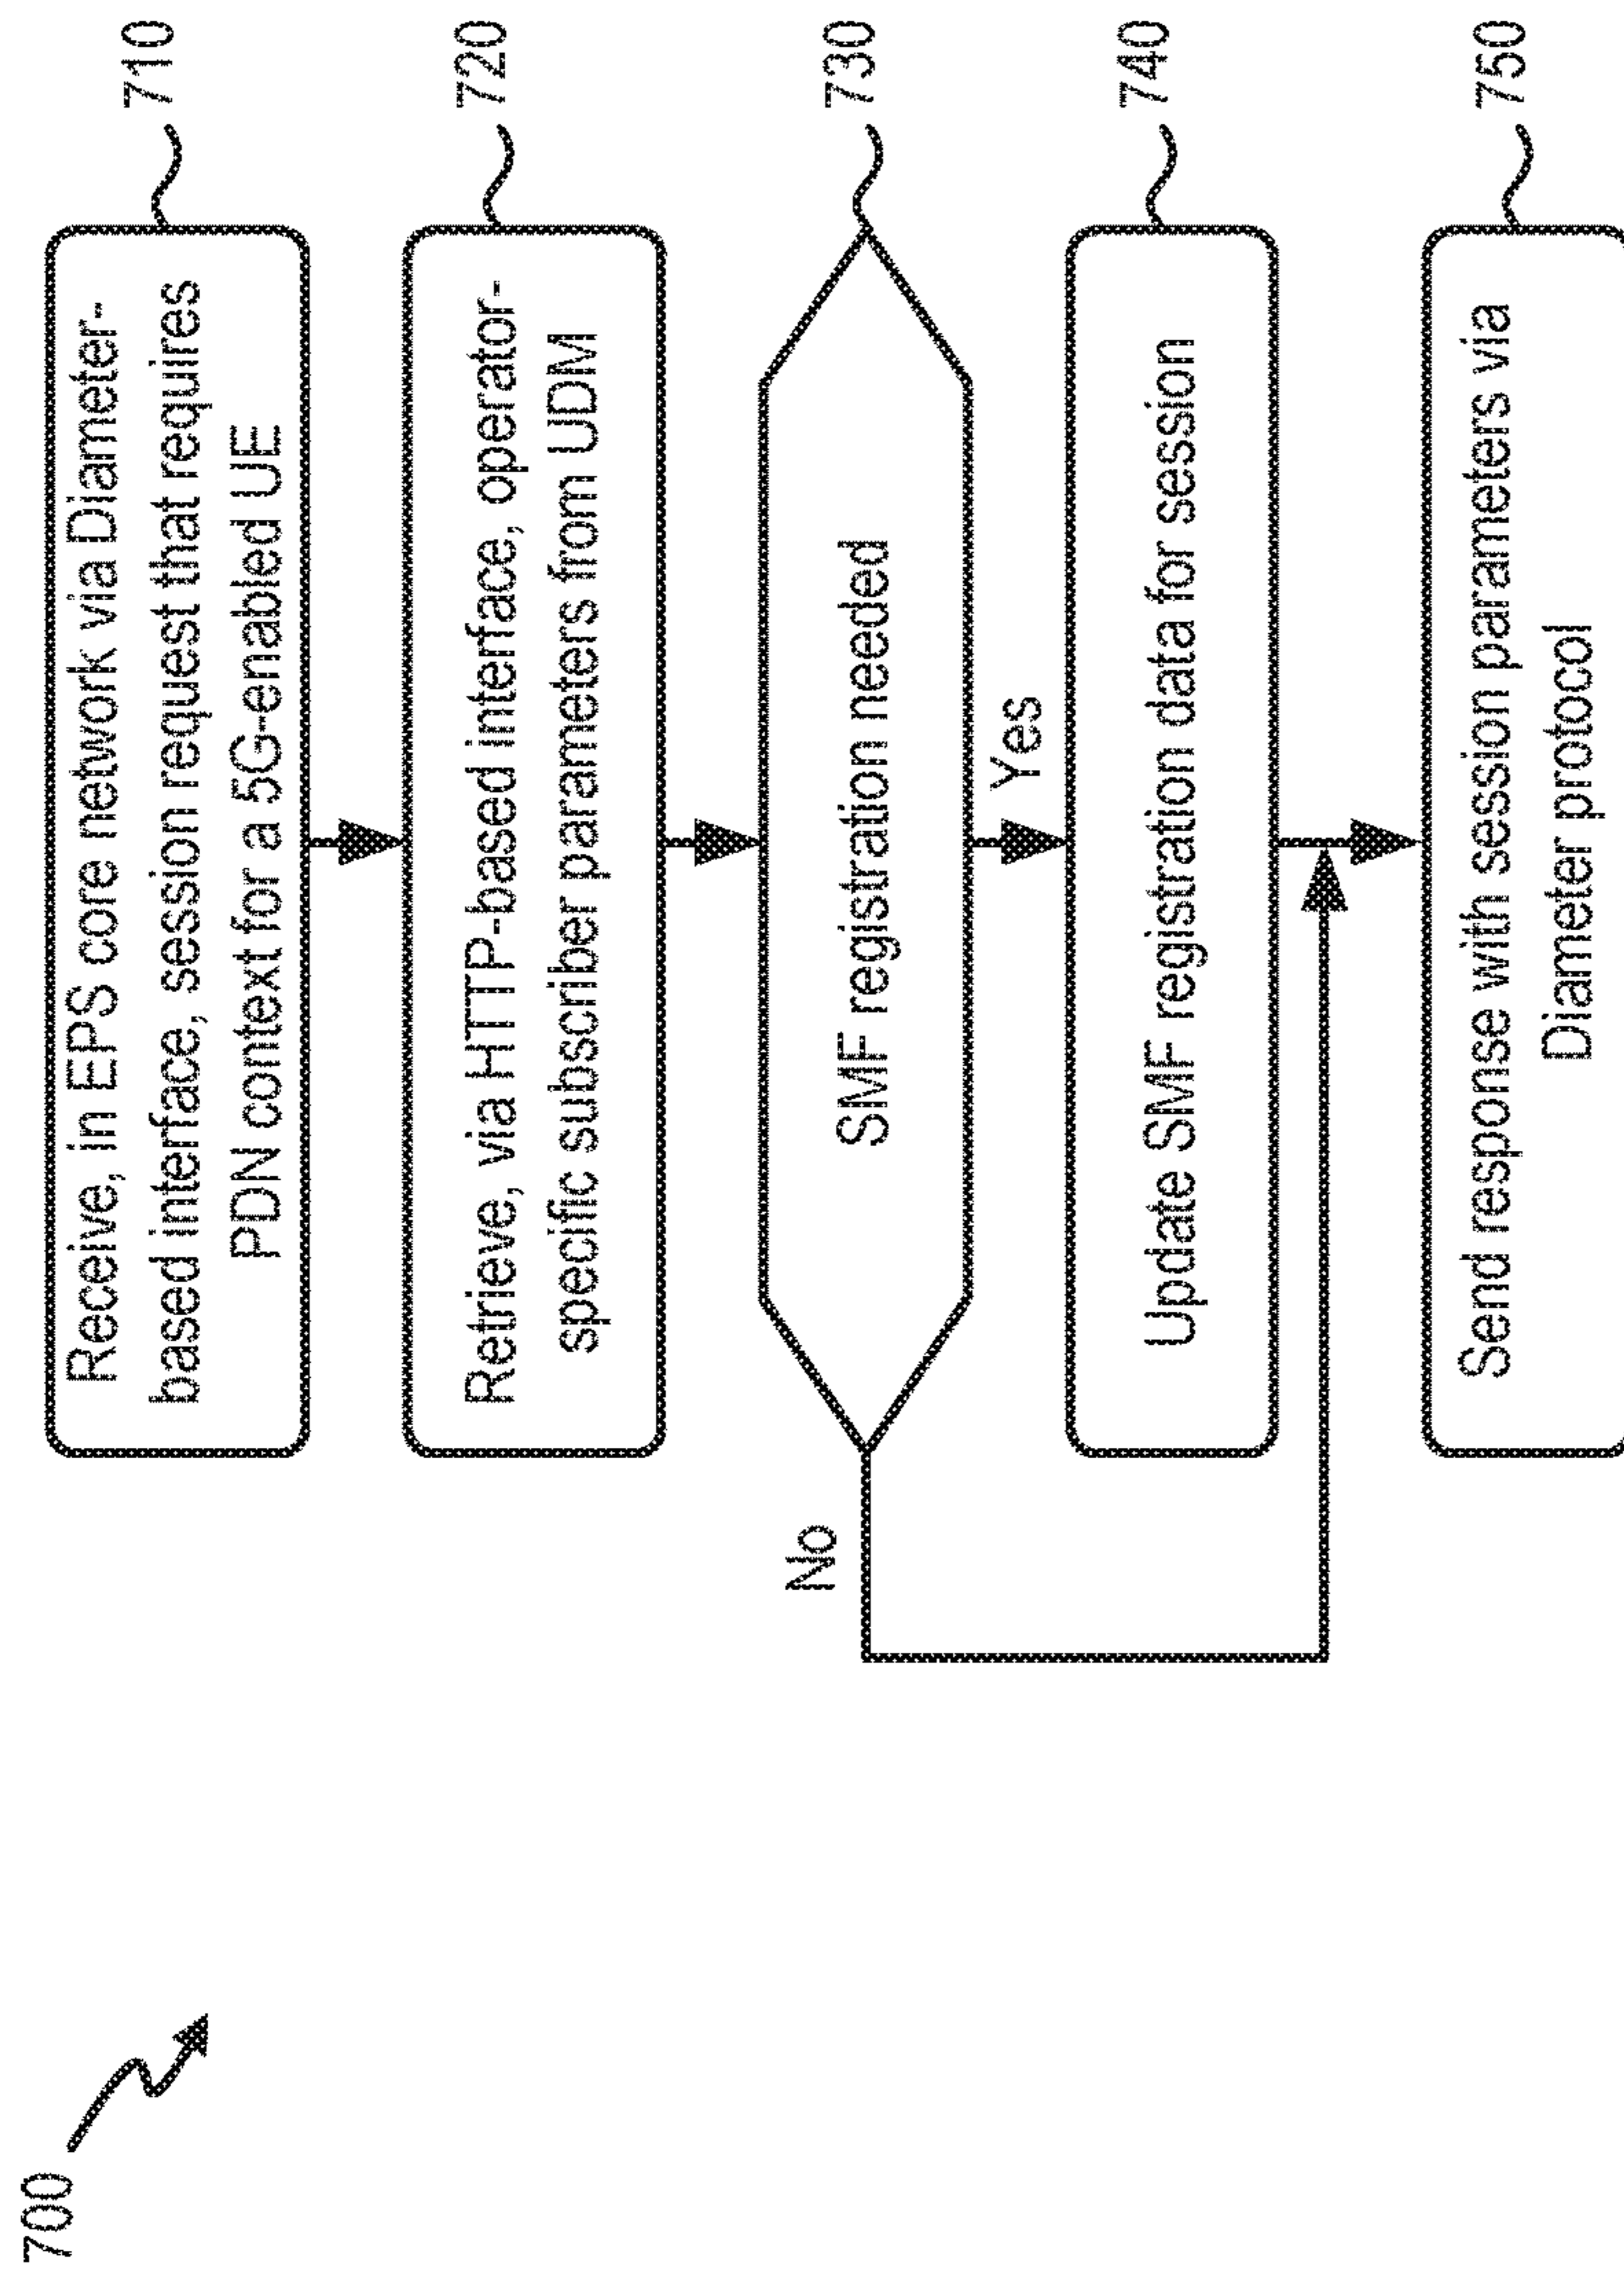 700
Receive, in EPS core network via Diameter-
based interface, session request that requires
PDN context for a 5G-enabled UE
710
Retrieve, via HTTP-based interface, operator-
specific subscriber parameters from UDM
720
SMF registration needed
730
No
Yes
Update SMF registration data for session
740
Send response with session parameters via
Diameter protocol
750